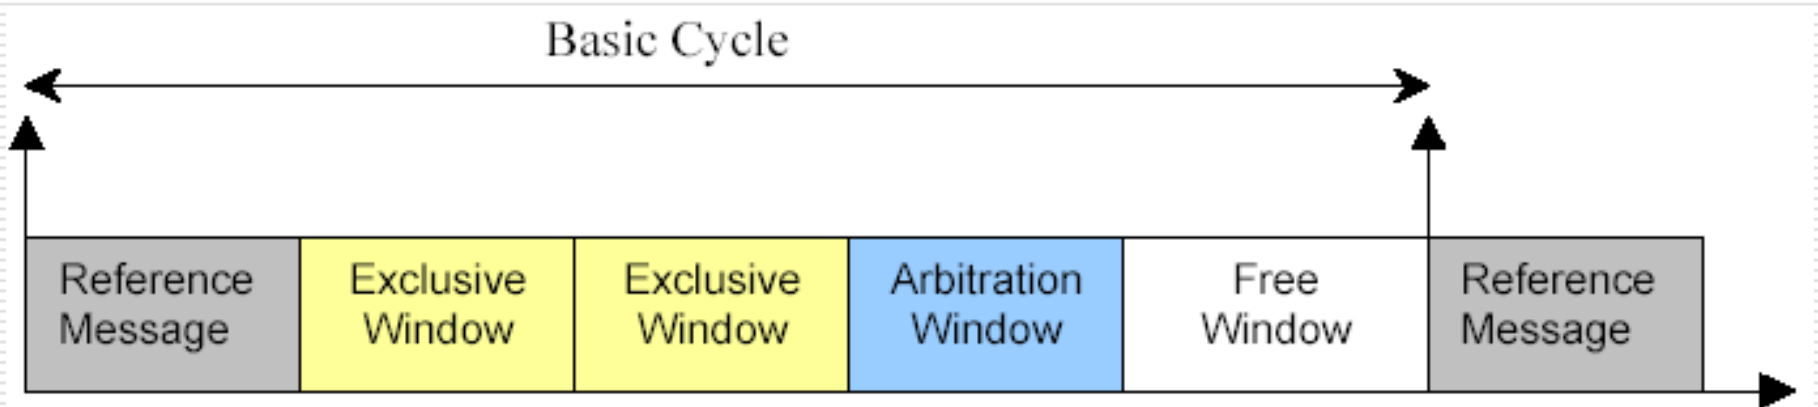 Basic Cycle
Reference
Message
Exclusive
Window
Exclusive
Window
Arbitration
Window
Free
Window
Reference
Message